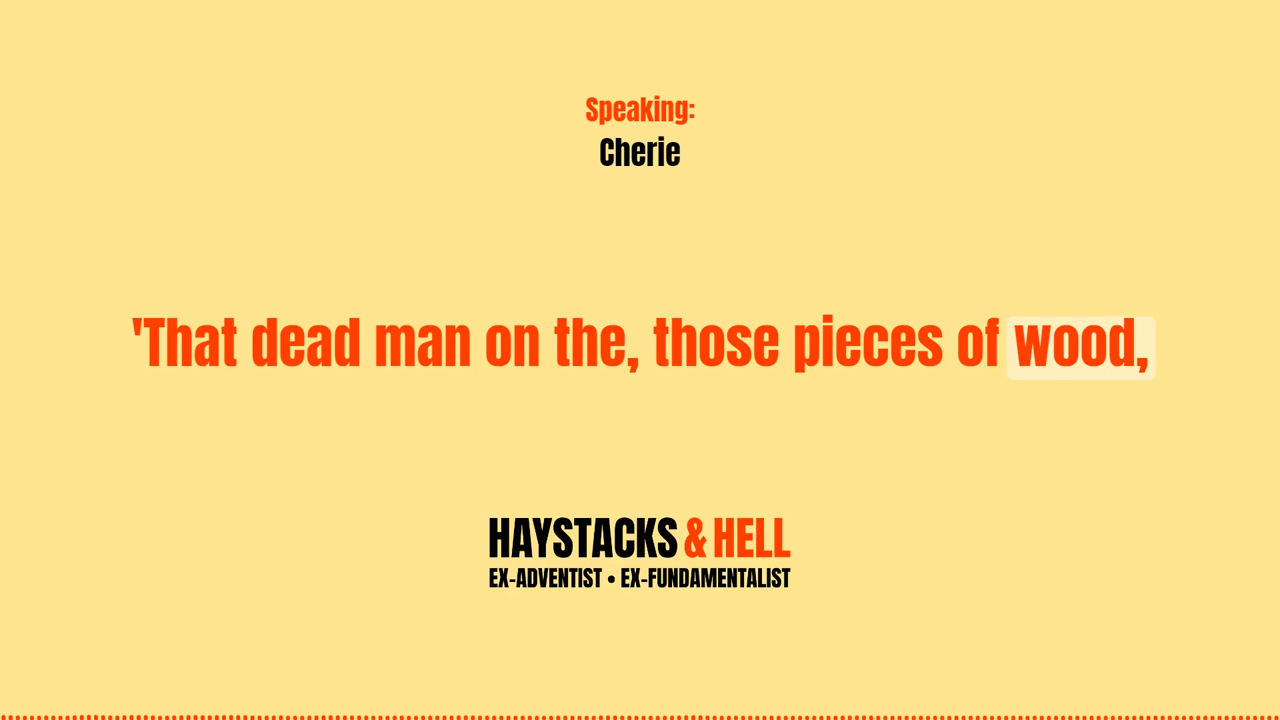 Speaking:
Cherie
'That dead man on the, those pieces of wood,
HAYSTACKS & HELL
EX-ADVENTIST • EX-FUNDAMENTALIST